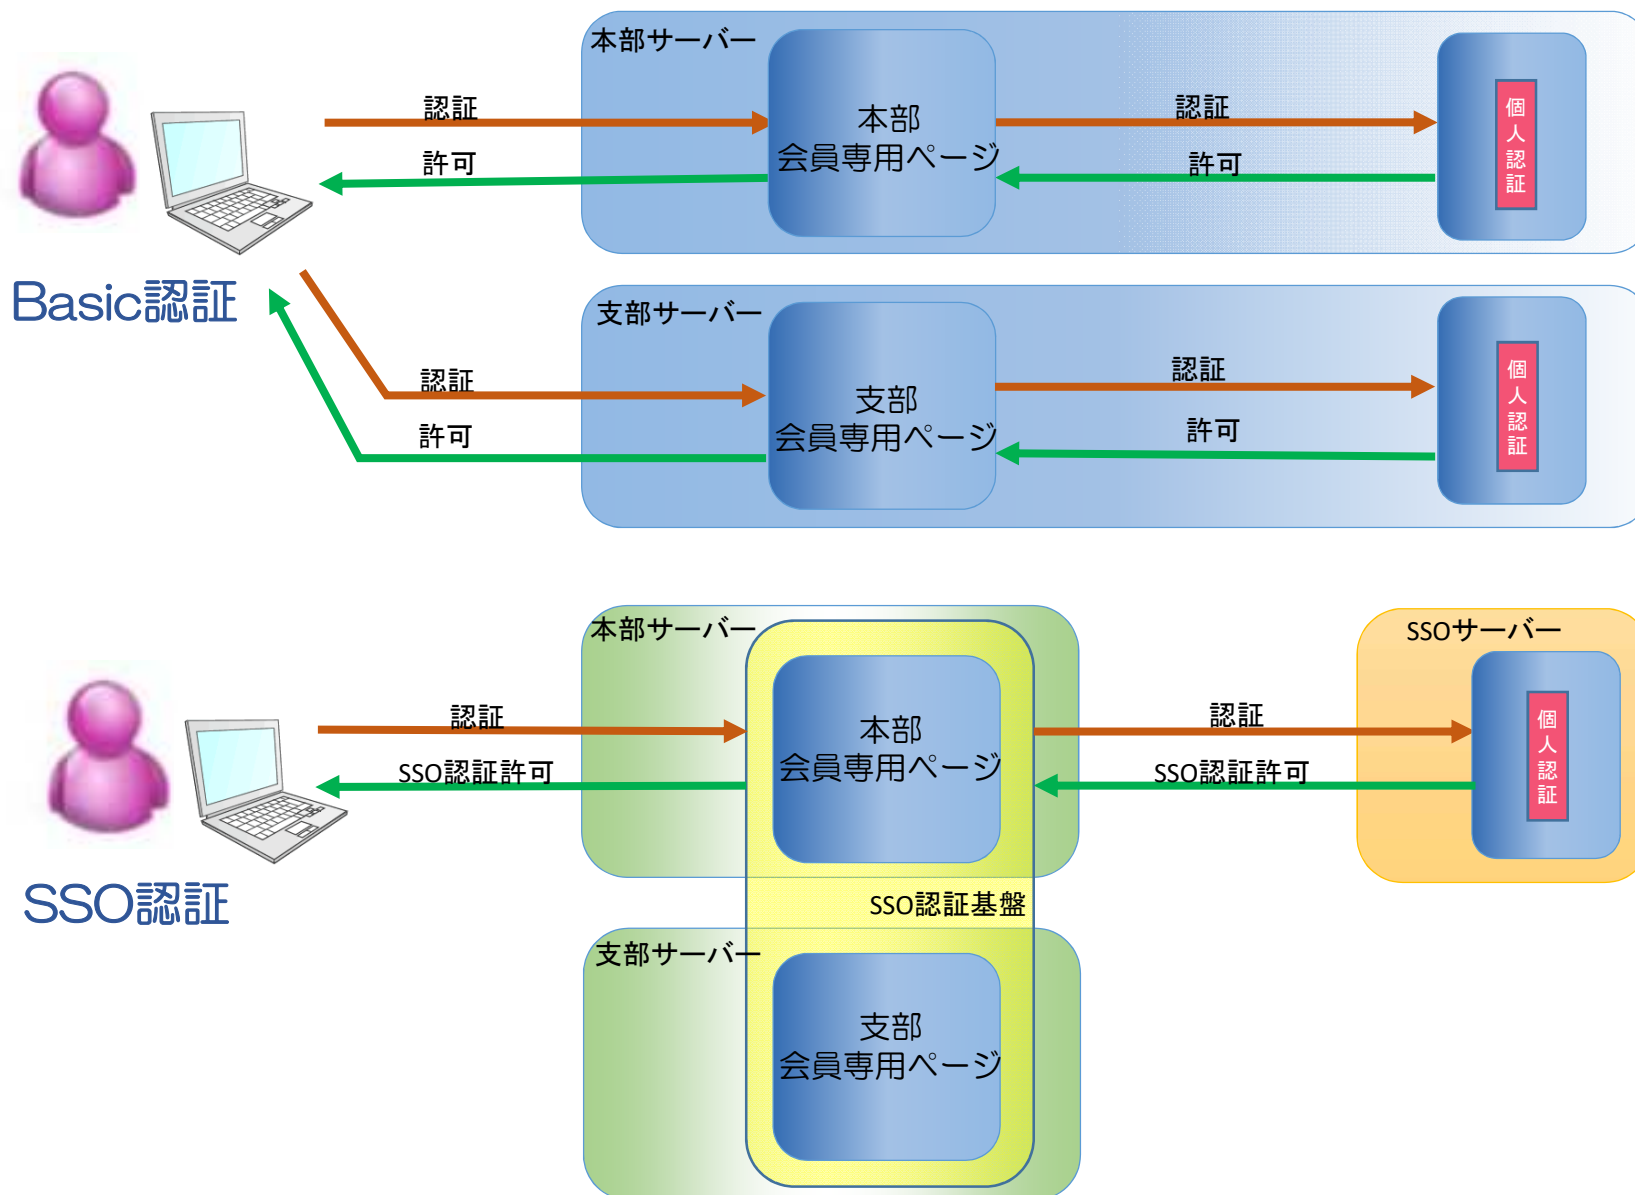 本部サーバー
認証
許可
本部
会員専用ページ
認証
許可
個人認証
Basic認証
支部サーバー
認証
許可
支部
会員専用ページ
認証
許可
個人認証
本部サーバー
SSOサーバー
認証
SSO認証許可
本部
会員専用ページ
認証
SSO認証許可
個人認証
SSO認証
SSO認証基盤
支部サーバー
支部
会員専用ページ